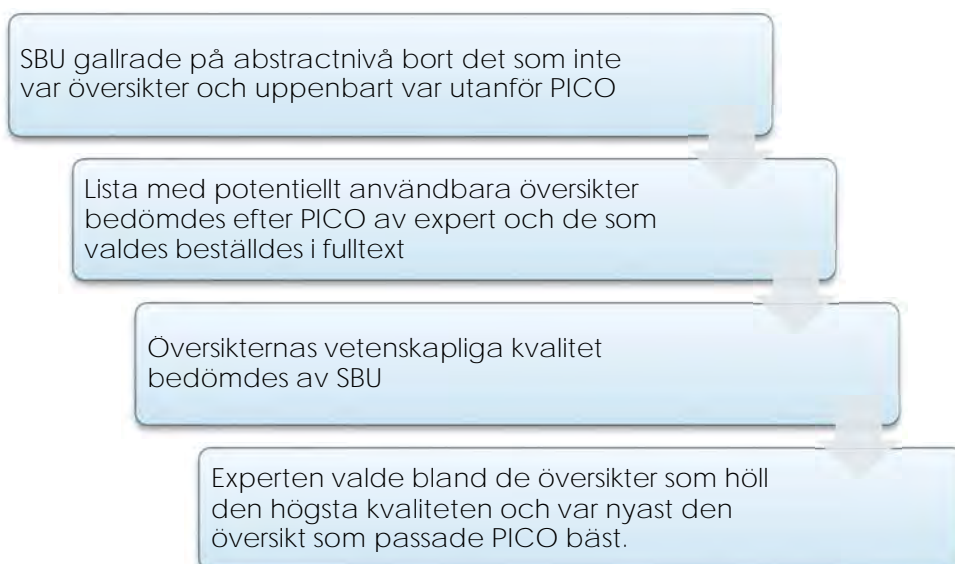 SBU gallrade på abstractnivå bort det som inte
var översikter och uppenbart var utanför PICO
Lista med potentiellt användbara översikter
bedömdes efter PICO av expert och de som
valdes beställdes i fulltext
Översikternas vetenskapliga kvalitet
bedömdes av SBU
Experten valde bland de översikter som höll
den högsta kvaliteten och var nyast den
översikt som passade PICO bäst.